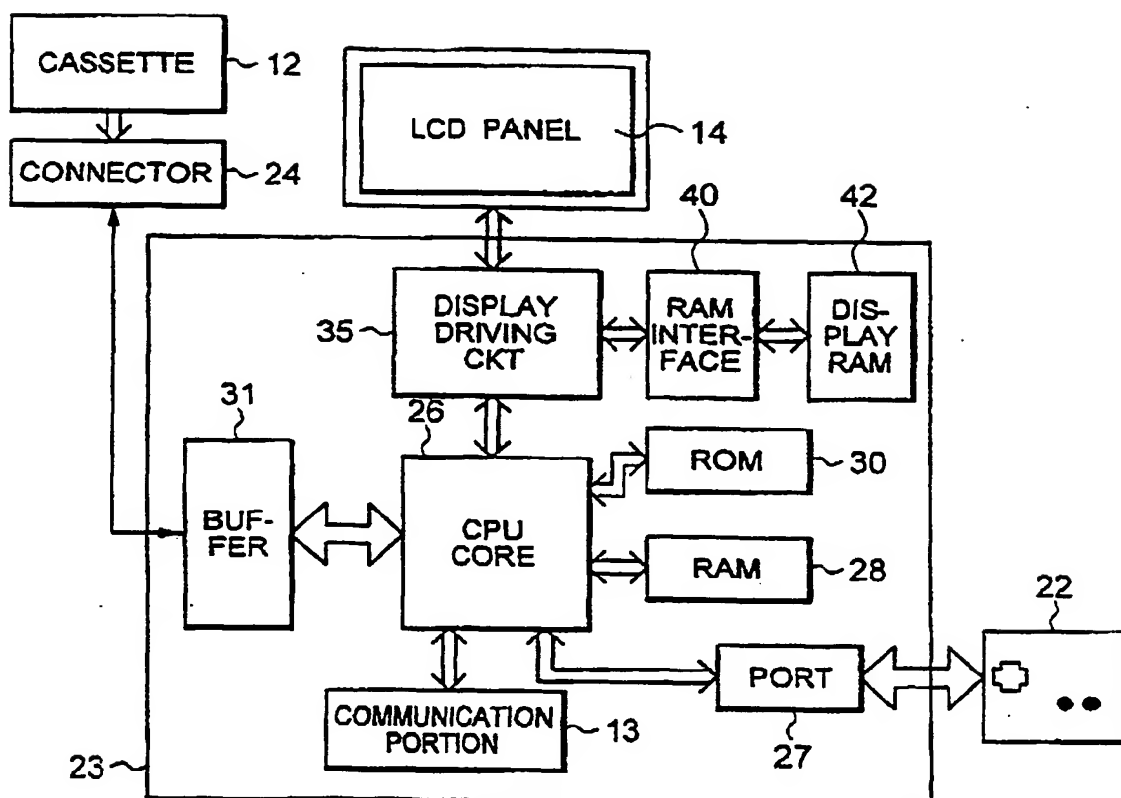 CASSETTE
12
CONNECTOR
24
LCD PANEL
14
40
42
35
DISPLAY
DRIVING
CKT
RAM
INTER-
FACE
DIS-
PLAY
RAM
31
26
BUF-
FER
CPU
CORE
ROM
30
RAM
28
22
PORT
27
COMMUNICATION
PORTION
13
23